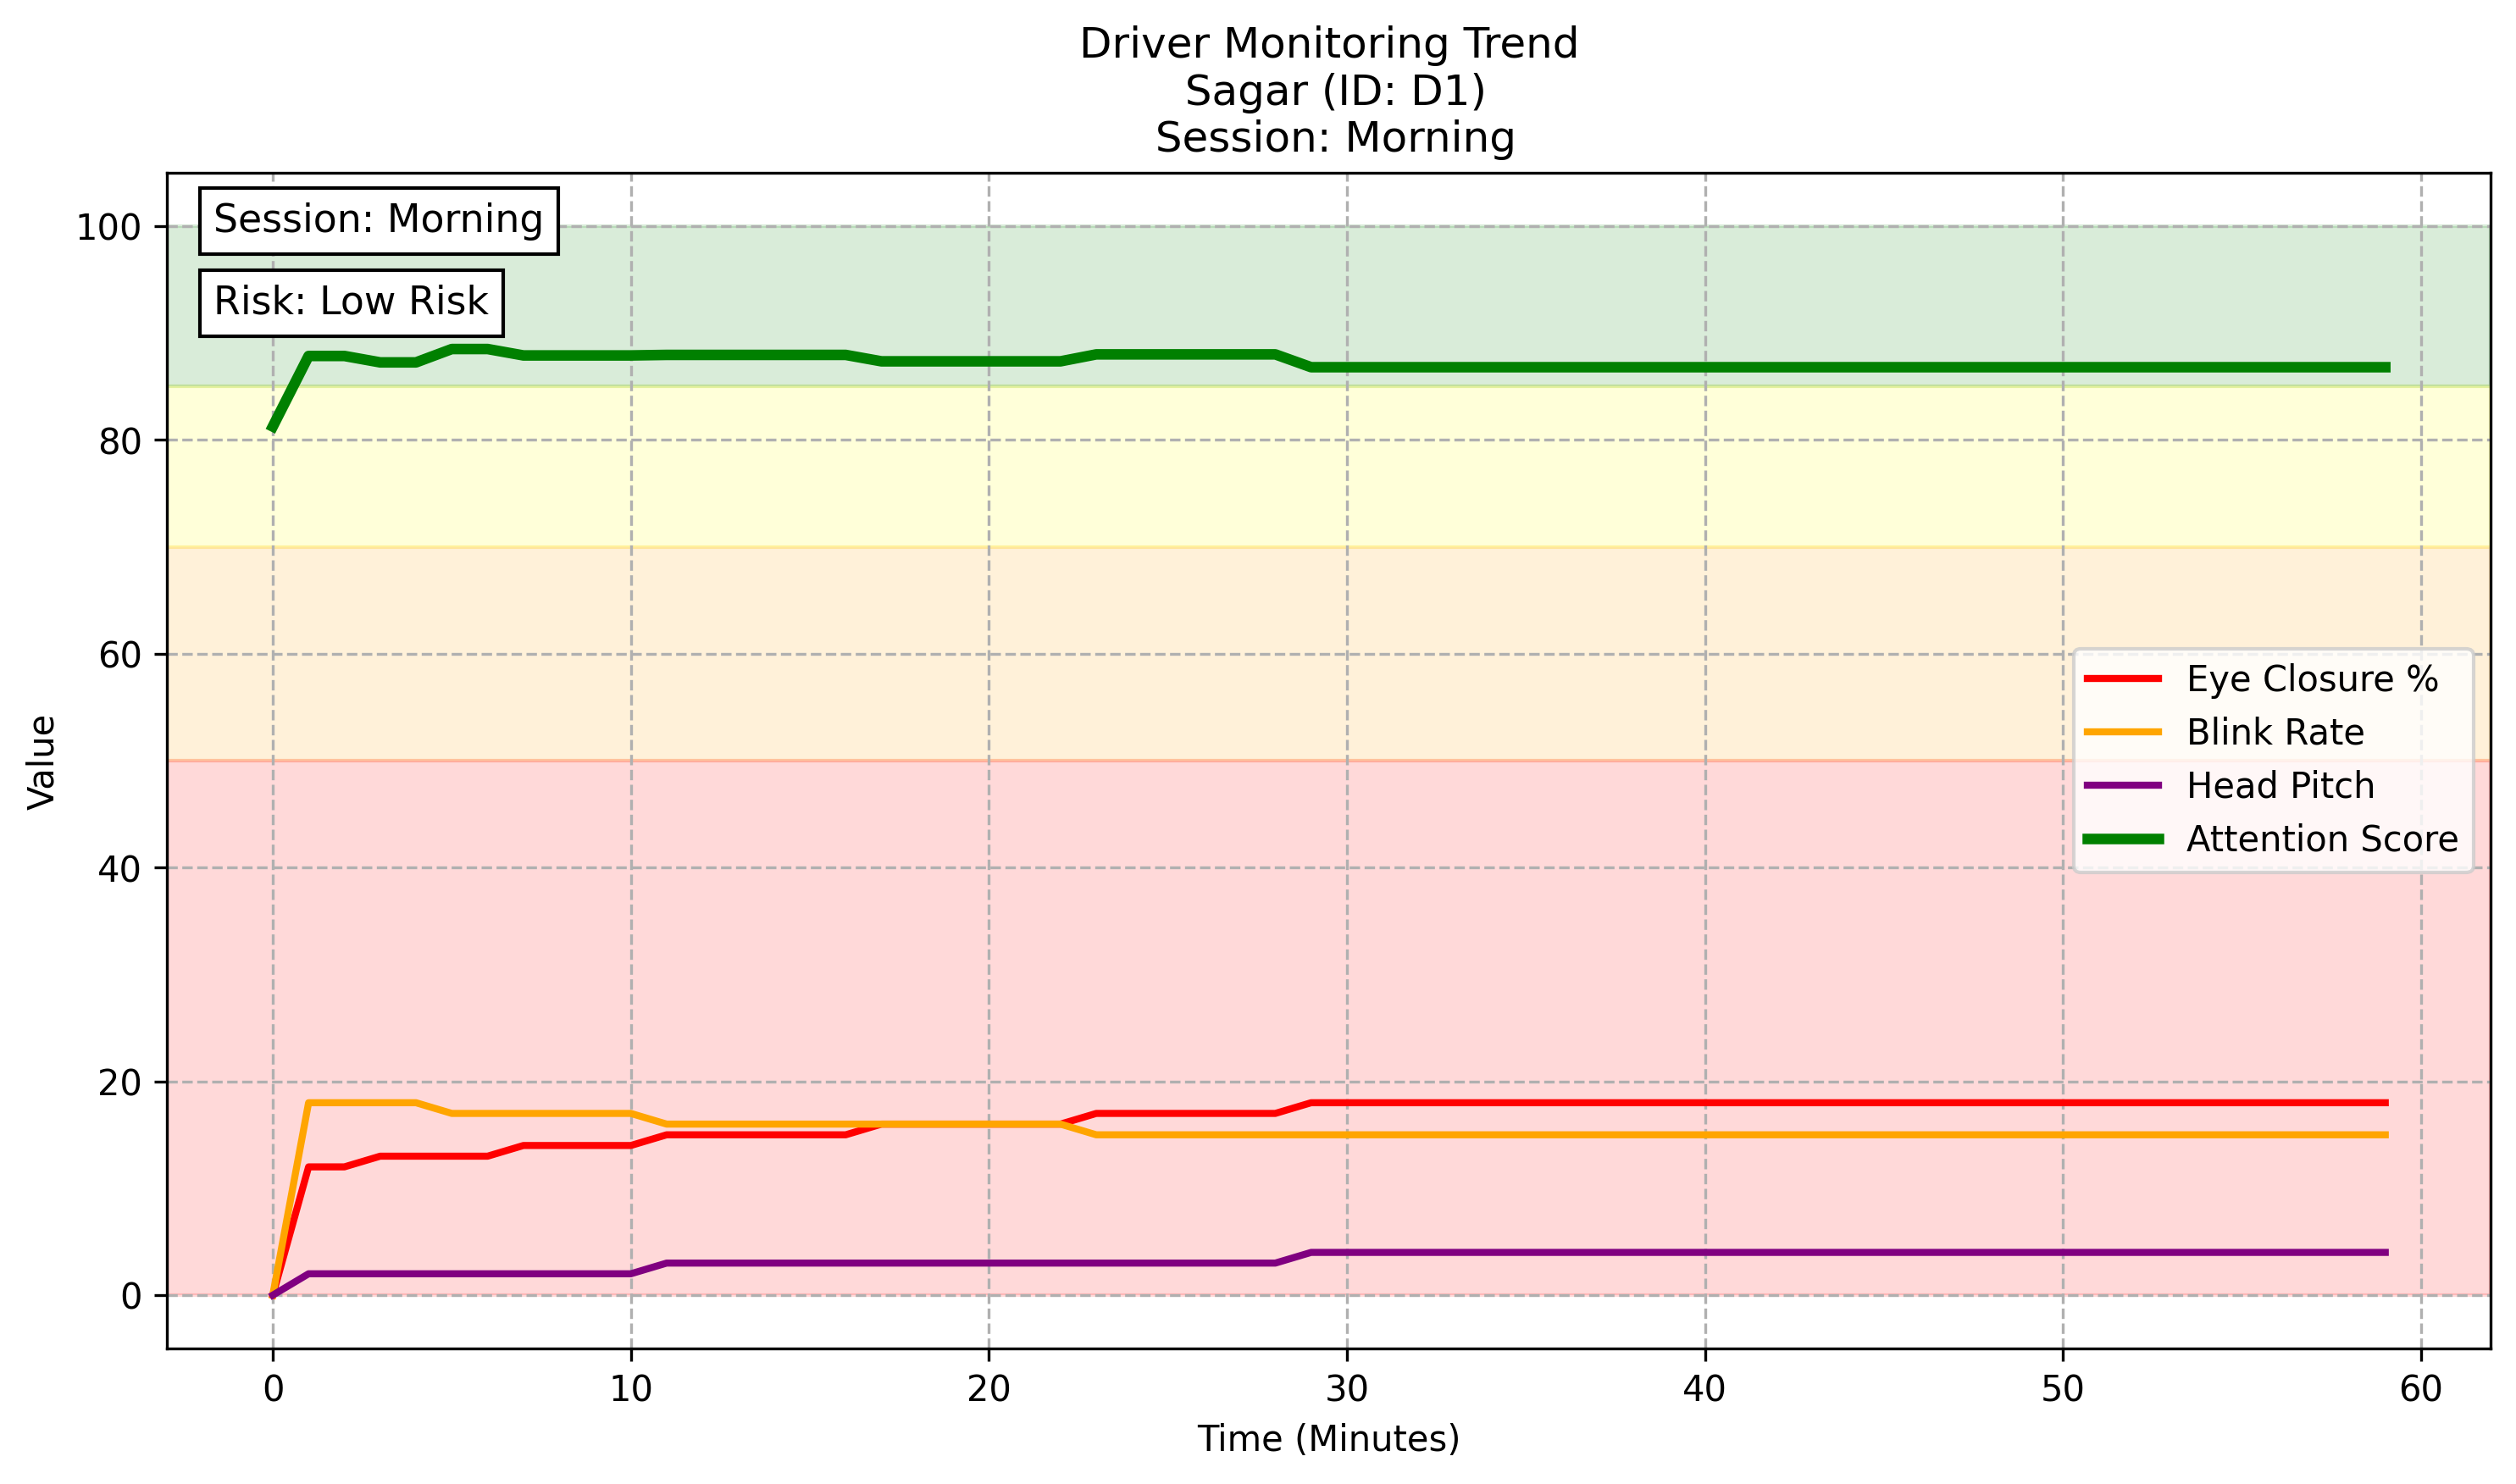 Driver Monitoring Trend
Sagar (ID: D1)
Session: Morning
Session: Morning
Risk: Low Risk
100
80
60
40
20
0
Value
Eye Closure %
Blink Rate
Head Pitch
Attention Score
0 10 20 30 40 50 60
Time (Minutes)